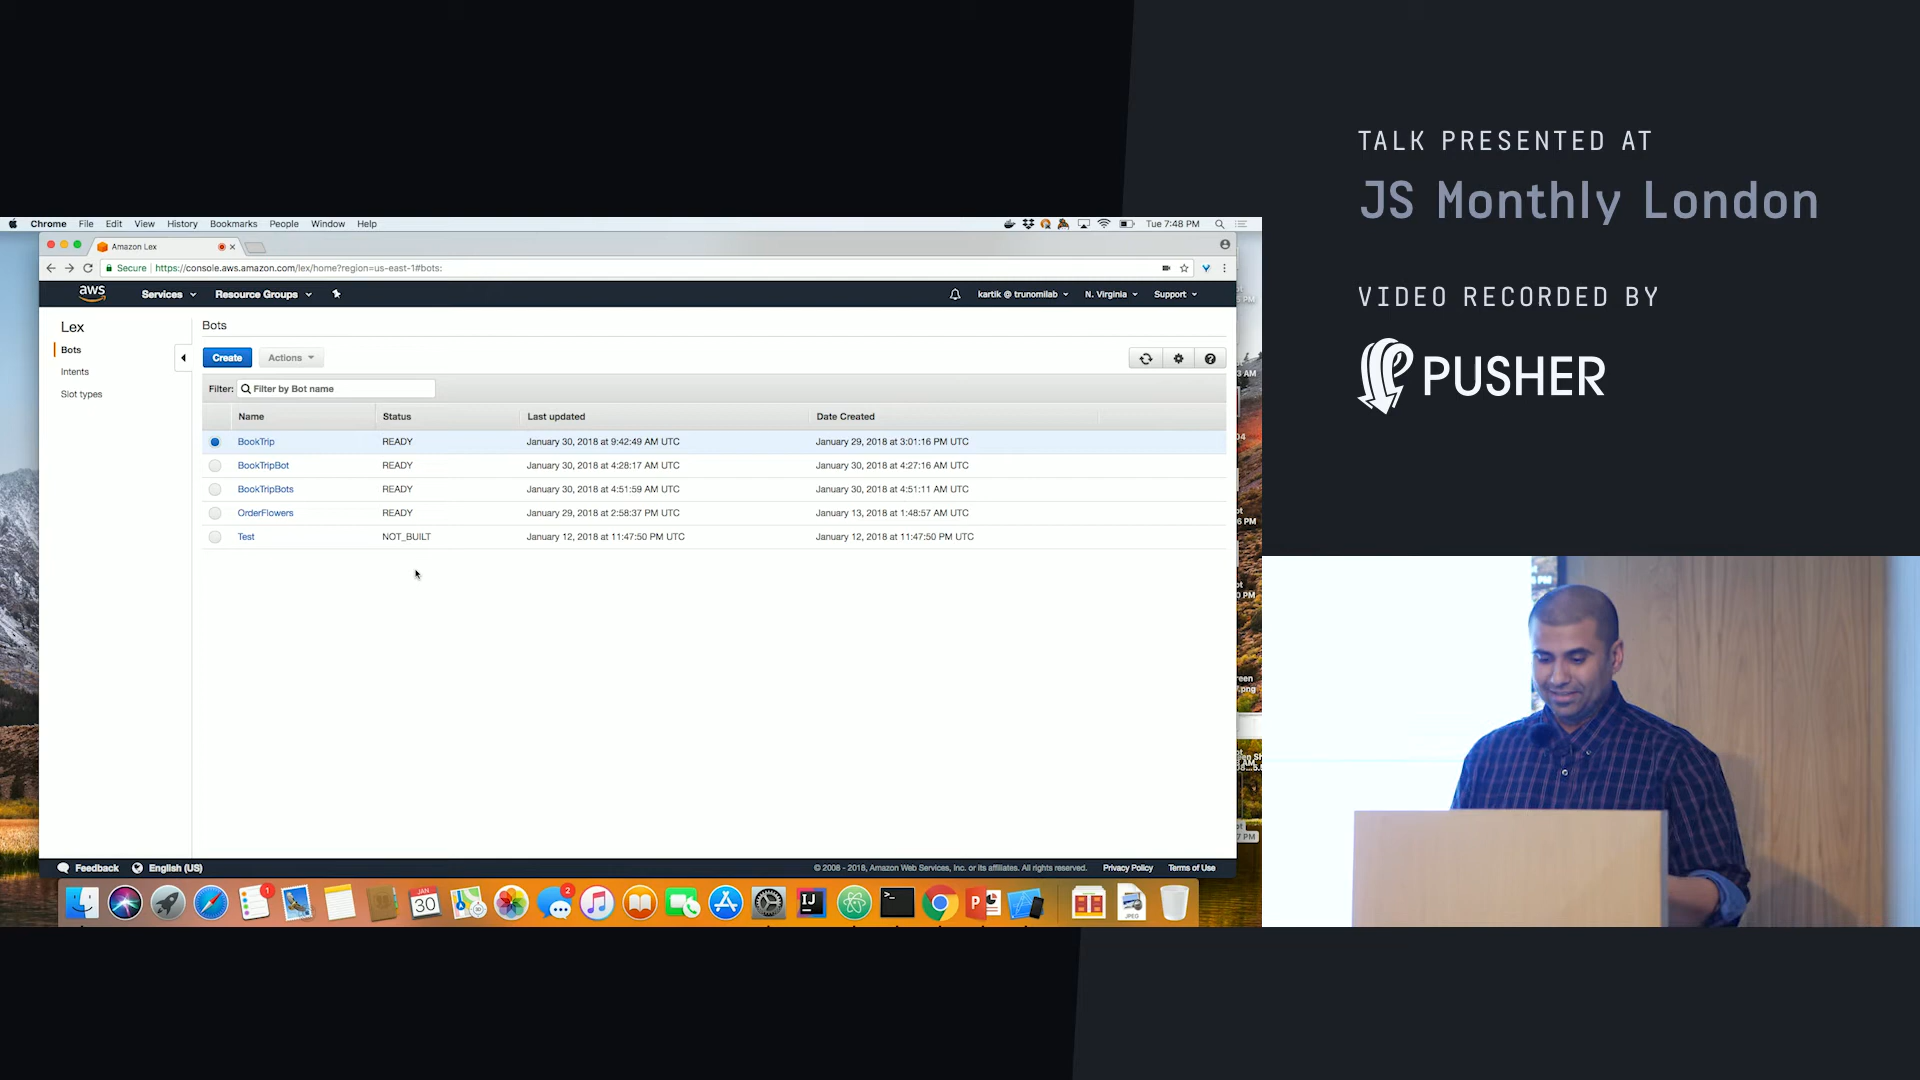 TALK PRESENTED AT
JS Monthly London
VIDEO RECORDED BY
PUSHER
Chrome File Edit View History Bookmarks People Window Help
Tue 7:48 PM
Amazon Lex
Secure https://console.aws.amazon.com/lex/home?region=us-east-1#bots:
aws Services Resource Groups
kartik @ trunomilab N. Virginia Support
Lex
Bots
Intents
Slot types
Bots
Create Actions
Filter: Filter by Bot name
Name Status Last updated Date Created
BookTrip READY January 30, 2018 at 9:42:49 AM UTC January 29, 2018 at 3:01:16 PM UTC
BookTripBot READY January 30, 2018 at 4:28:17 AM UTC January 30, 2018 at 4:27:16 AM UTC
BookTripBots READY January 30, 2018 at 4:51:59 AM UTC January 30, 2018 at 4:51:11 AM UTC
OrderFlowers READY January 29, 2018 at 2:58:37 PM UTC January 13, 2018 at 1:48:57 AM UTC
Test NOT_BUILT January 12, 2018 at 11:47:50 PM UTC January 12, 2018 at 11:47:50 PM UTC
Feedback English (US)
© 2008 - 2018, Amazon Web Services, Inc. or its affiliates. All rights reserved. Privacy Policy Terms of Use
1
JAN
30
2
IJ
P
JPEG